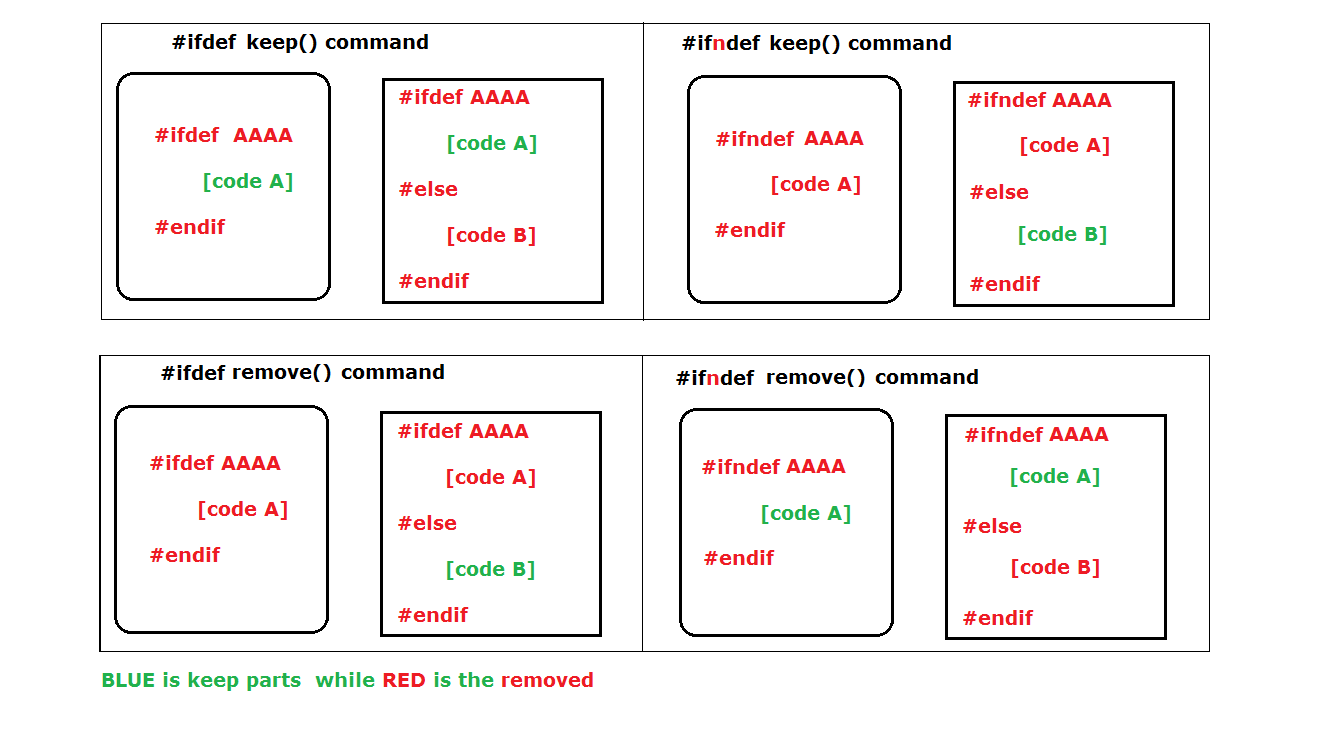 #ifdef keep() command
#ifdef AAAA
[code A]
#endif
#ifdef AAAA
[code A]
#else
[code B]
#endif
#ifndef keep() command
#ifndef AAAA
[code A]
#endif
#ifndef AAAA
[code A]
#else
[code B]
#endif
#ifdef remove() command
#ifdef AAAA
[code A]
#endif
#ifdef AAAA
[code A]
#else
[code B]
#endif
#ifndef remove() command
#ifndef AAAA
[code A]
#endif
#ifndef AAAA
[code A]
#else
[code B]
#endif
BLUE is keep parts while RED is the removed